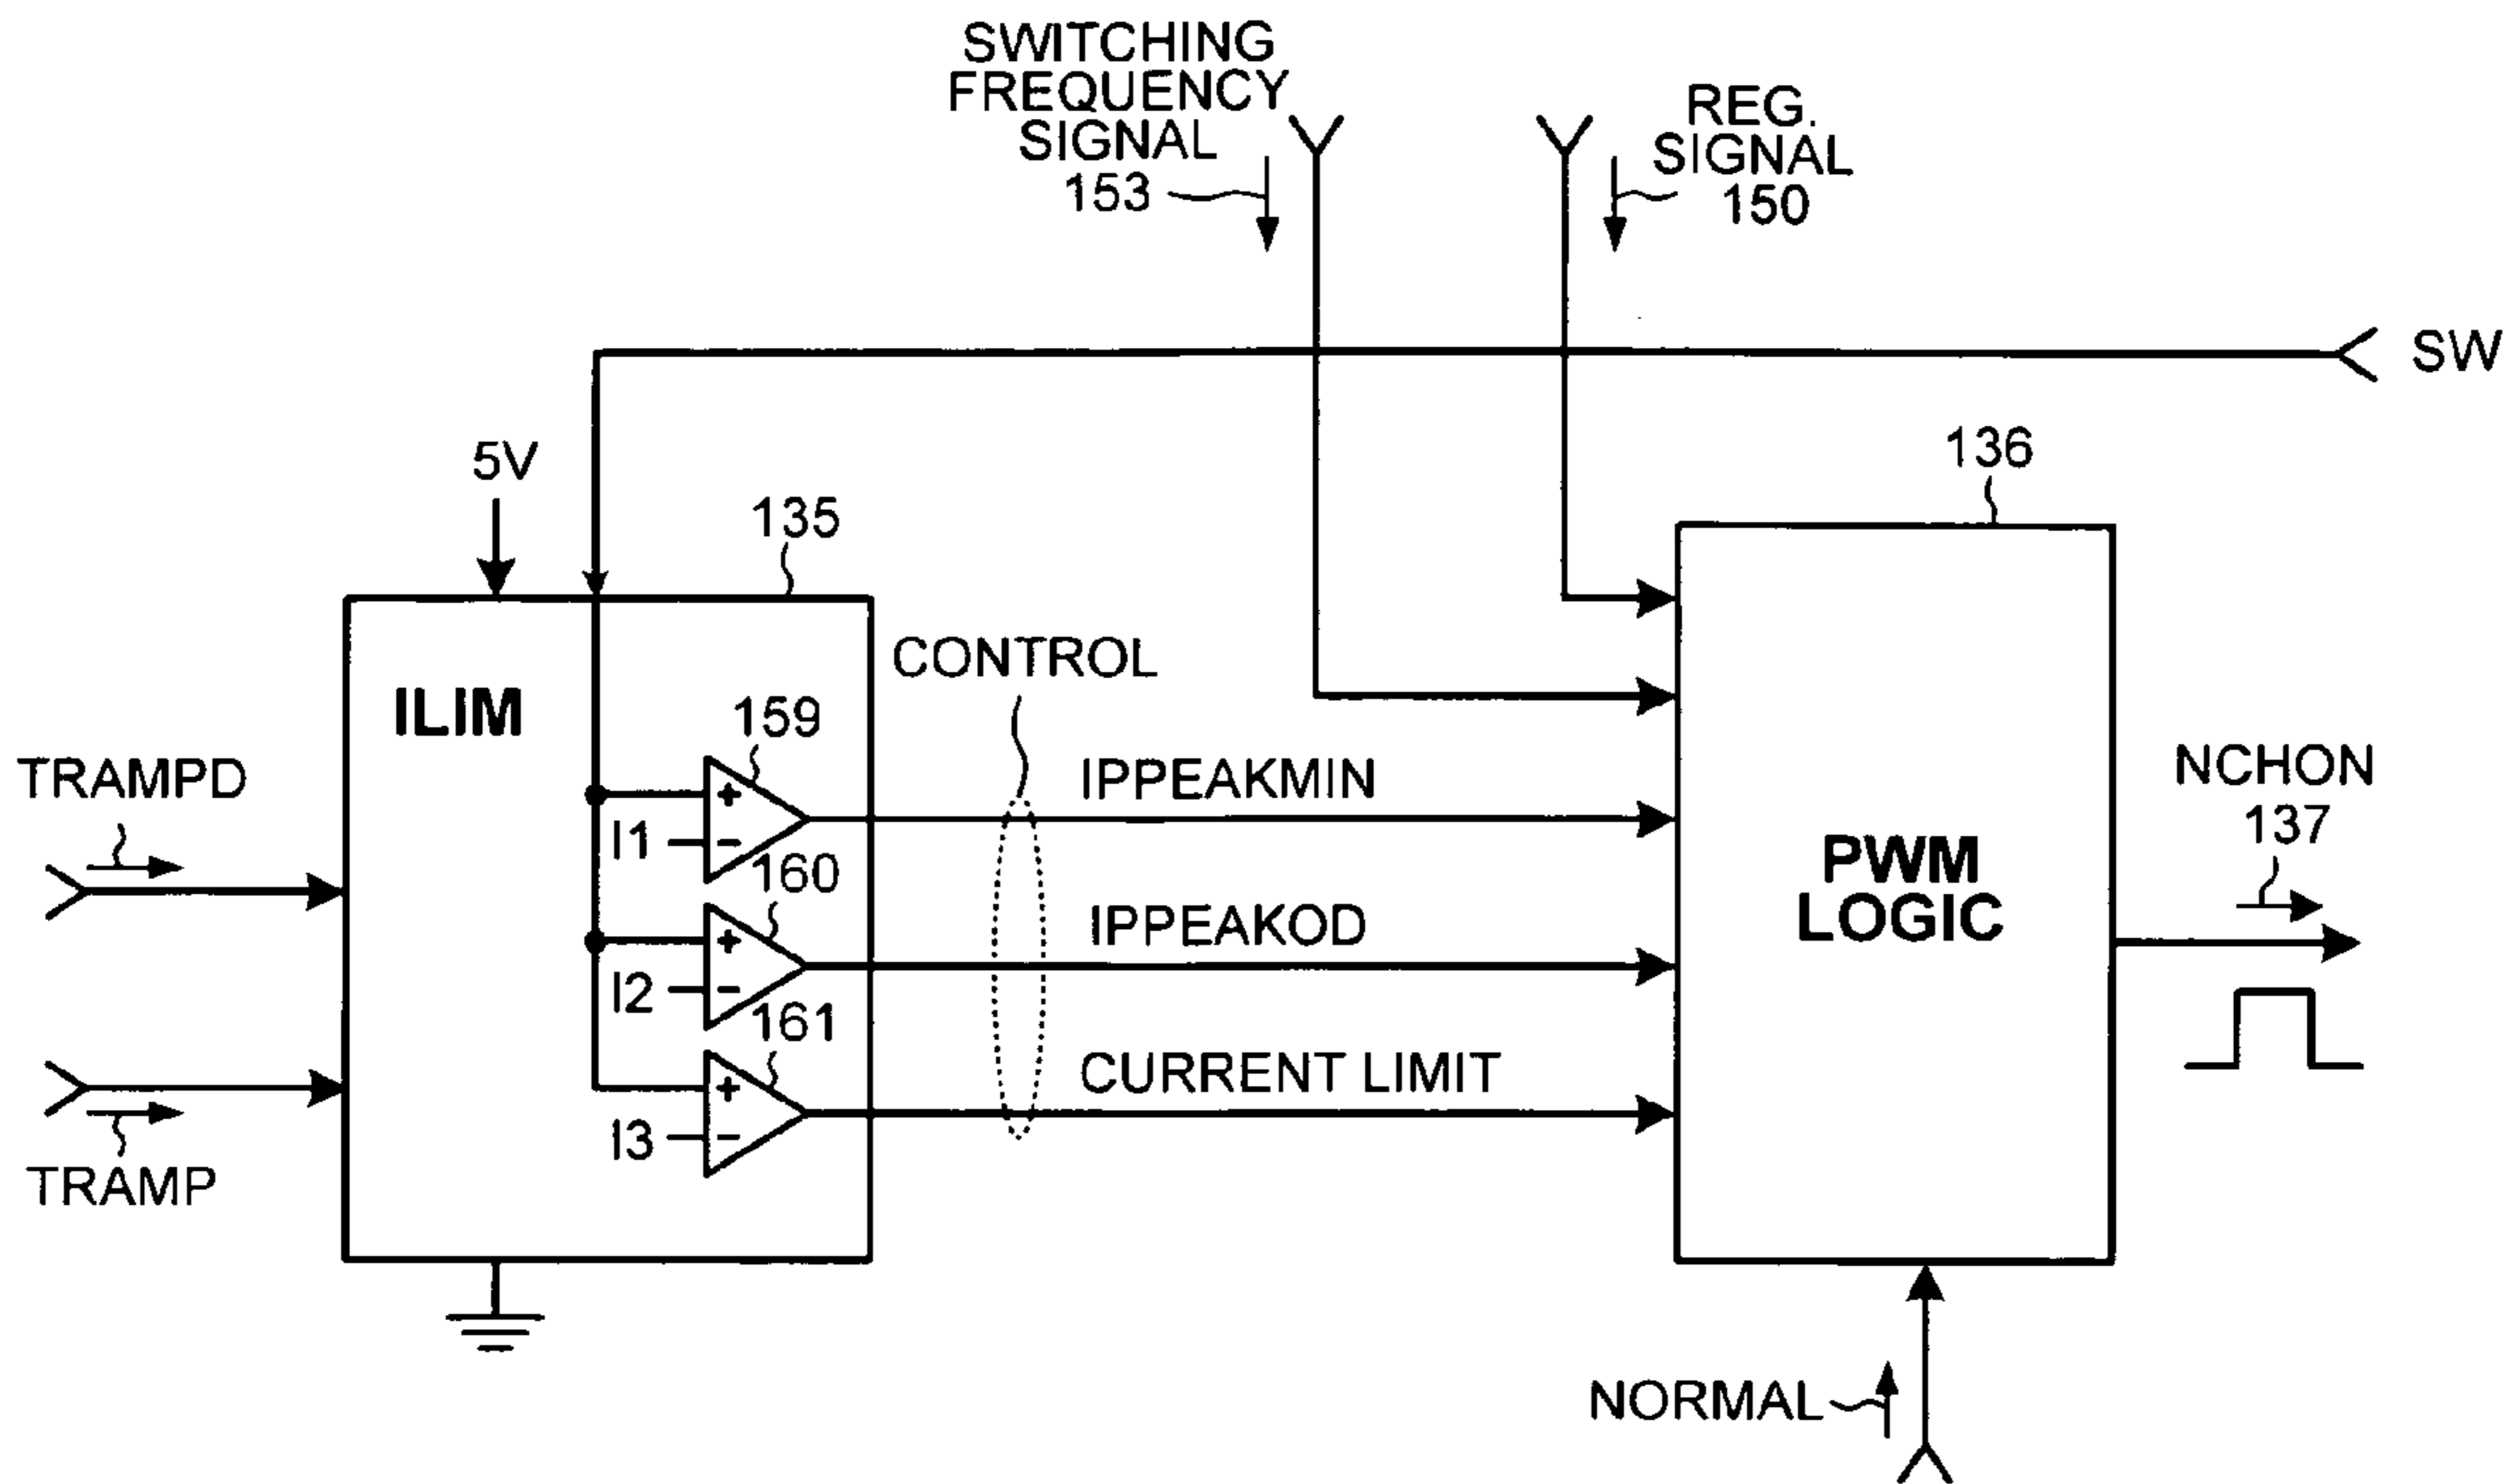 SWITCHING
FREQUENCY
SIGNAL
153
REG.
SIGNAL
150
SW
5V
135
136
CONTROL
ILIM
159
TRAMPD
IPPEAKMIN
NCHON
137
+
I1
-
160
PWM
LOGIC
IPPEAKOD
+
I2
-
161
CURRENT LIMIT
+
I3
-
TRAMP
NORMAL